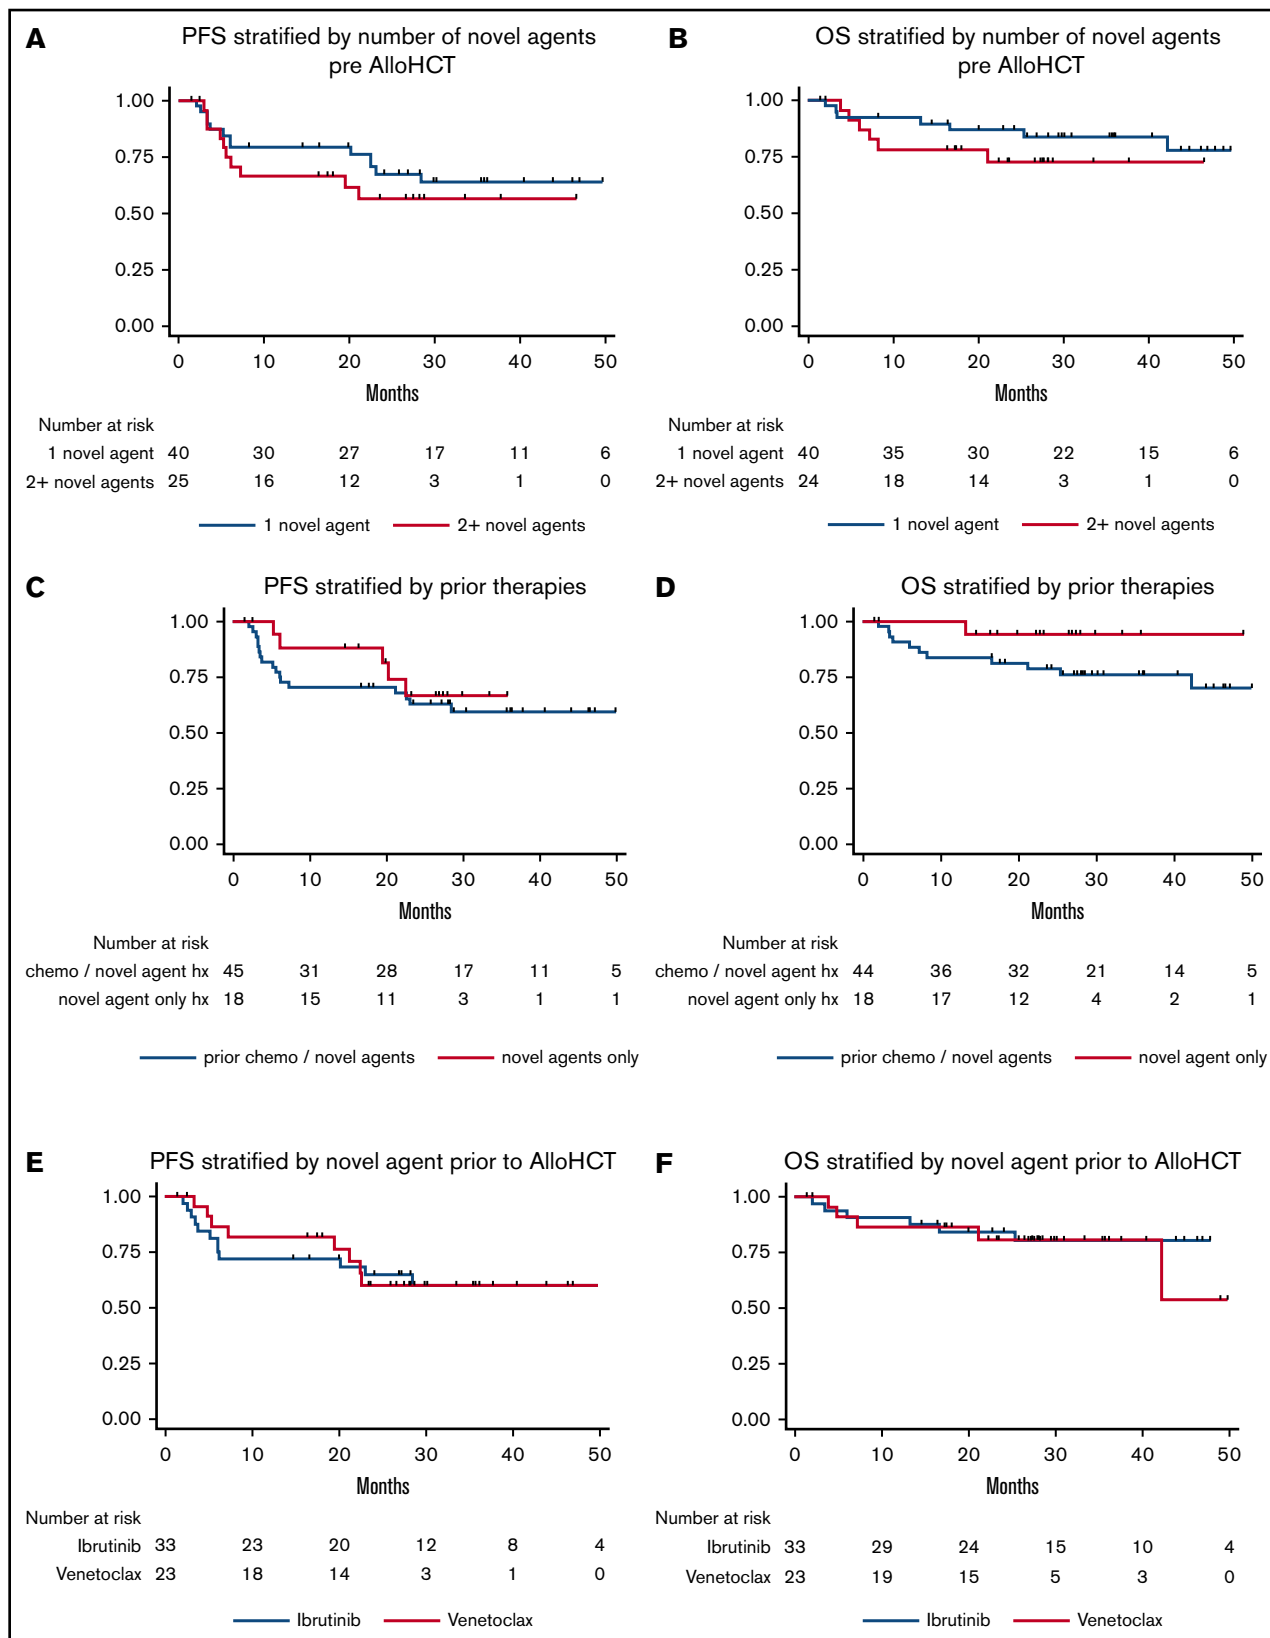 A
PFS stratified by number of novel agents
pre AlloHCT
1.00
0.75
0.50
0.25
0.00
0 10 20 30 40 50
Months
Number at risk
1 novel agent 40 30 27 17 11 6
2+ novel agents 25 16 12 3 1 0
1 novel agent 2+ novel agents
B
OS stratified by number of novel agents
pre AlloHCT
1.00
0.75
0.50
0.25
0.00
0 10 20 30 40 50
Months
Number at risk
1 novel agent 40 35 30 22 15 6
2+ novel agents 24 18 14 3 1 0
1 novel agent 2+ novel agents
C
PFS stratified by prior therapies
1.00
0.75
0.50
0.25
0.00
0 10 20 30 40 50
Months
Number at risk
chemo / novel agent hx 45 31 28 17 11 5
novel agent only hx 18 15 11 3 1 1
prior chemo / novel agents novel agents only
D
OS stratified by prior therapies
1.00
0.75
0.50
0.25
0.00
0 10 20 30 40 50
Months
Number at risk
chemo / novel agent hx 44 36 32 21 14 5
novel agent only hx 18 17 12 4 2 1
prior chemo / novel agents novel agent only
E
PFS stratified by novel agent prior to AlloHCT
1.00
0.75
0.50
0.25
0.00
0 10 20 30 40 50
Months
Number at risk
Ibrutinib 33 23 20 12 8 4
Venetoclax 23 18 14 3 1 0
Ibrutinib Venetoclax
F
OS stratified by novel agent prior to AlloHCT
1.00
0.75
0.50
0.25
0.00
0 10 20 30 40 50
Months
Number at risk
Ibrutinib 33 29 24 15 10 4
Venetoclax 23 19 15 5 3 0
Ibrutinib Venetoclax